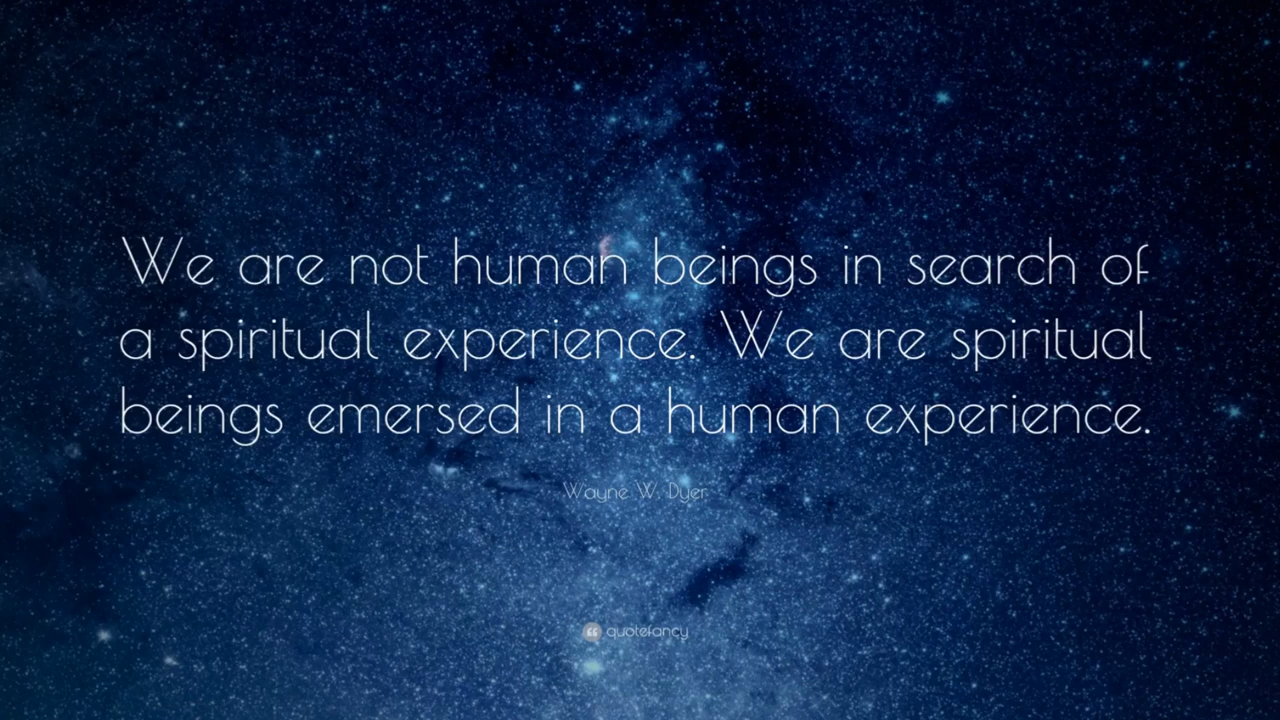 We are not human beings in search of
a spiritual experience. We are spiritual
beings emersed in a human experience.
Wayne W. Dyer
quotefancy